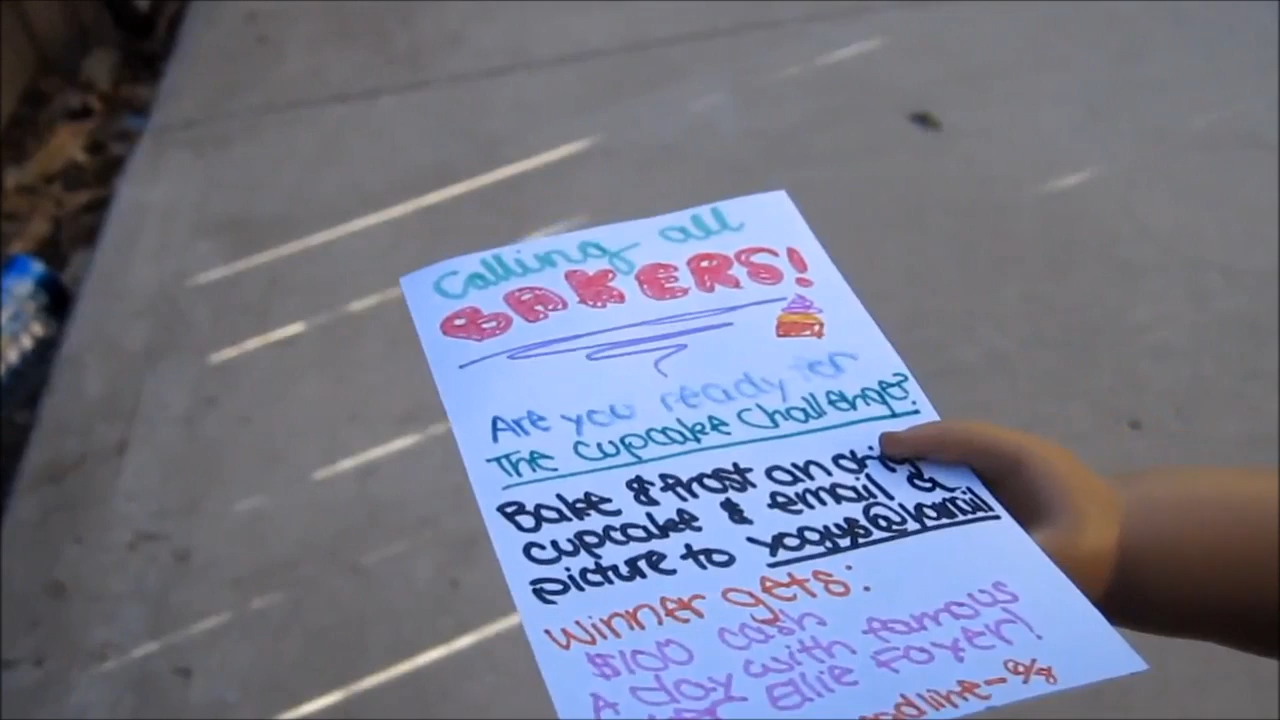 Calling all
BAKERS!
Are you ready for
The Cupcake Challenge?
Bake & frost an
cupcake & email a
picture to
Winner gets:
$100 cash
A day with famous
Ellie Foyer!